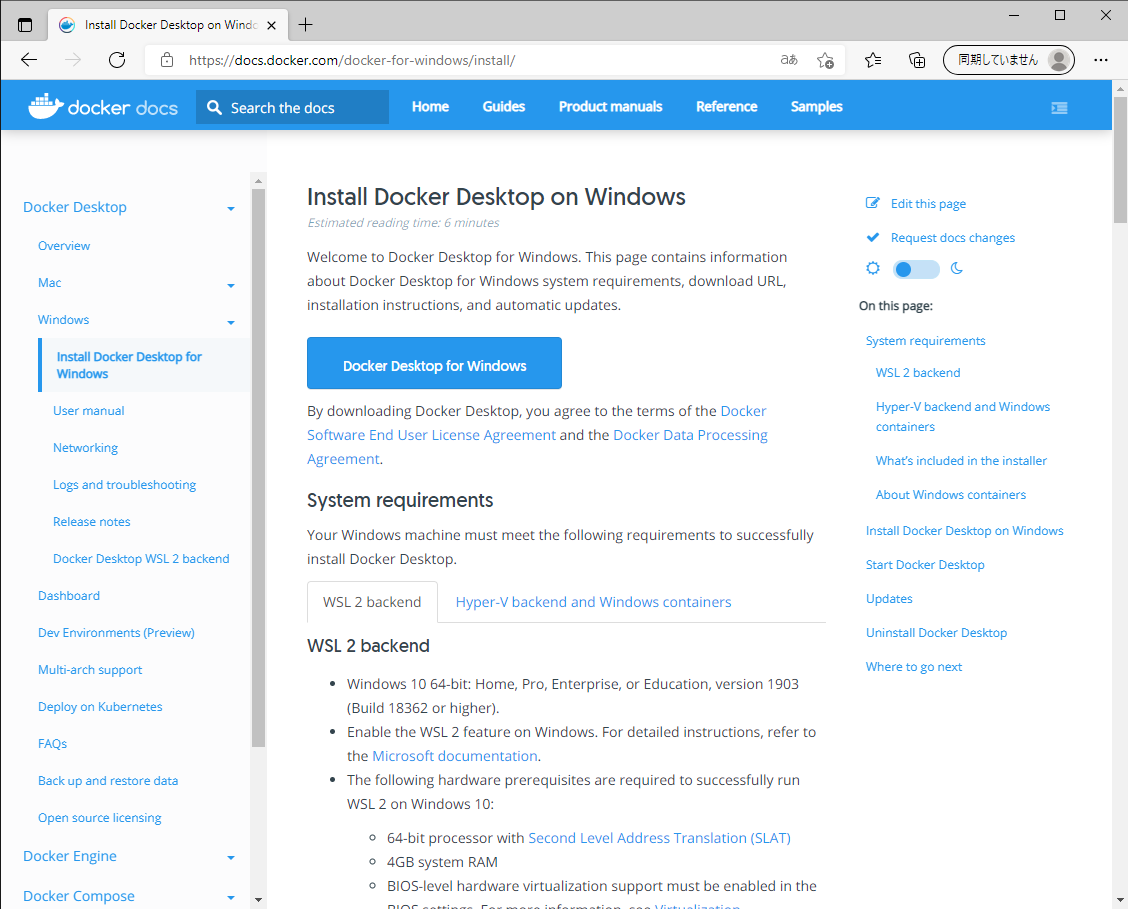 Install Docker Desktop on Windo
https://docs.docker.com/docker-for-windows/install/
aあ
同期していません
docker docs
Search the docs
Home
Guides
Product manuals
Reference
Samples
Docker Desktop
Overview
Mac
Windows
Install Docker Desktop for
Windows
User manual
Networking
Logs and troubleshooting
Release notes
Docker Desktop WSL 2 backend
Dashboard
Dev Environments (Preview)
Multi-arch support
Deploy on Kubernetes
FAQs
Back up and restore data
Open source licensing
Docker Engine
Docker Compose
Install Docker Desktop on Windows
Estimated reading time: 6 minutes
Welcome to Docker Desktop for Windows. This page contains information
about Docker Desktop for Windows system requirements, download URL,
installation instructions, and automatic updates.
Docker Desktop for Windows
By downloading Docker Desktop, you agree to the terms of the Docker
Software End User License Agreement and the Docker Data Processing
Agreement.
System requirements
Your Windows machine must meet the following requirements to successfully
install Docker Desktop.
WSL 2 backend
Hyper-V backend and Windows containers
WSL 2 backend
Windows 10 64-bit: Home, Pro, Enterprise, or Education, version 1903
(Build 18362 or higher).
Enable the WSL 2 feature on Windows. For detailed instructions, refer to
the Microsoft documentation.
The following hardware prerequisites are required to successfully run
WSL 2 on Windows 10:
64-bit processor with Second Level Address Translation (SLAT)
4GB system RAM
BIOS-level hardware virtualization support must be enabled in the
BIOS settings. For more information, see Virtualization
Edit this page
Request docs changes
On this page:
System requirements
WSL 2 backend
Hyper-V backend and Windows
containers
What's included in the installer
About Windows containers
Install Docker Desktop on Windows
Start Docker Desktop
Updates
Uninstall Docker Desktop
Where to go next